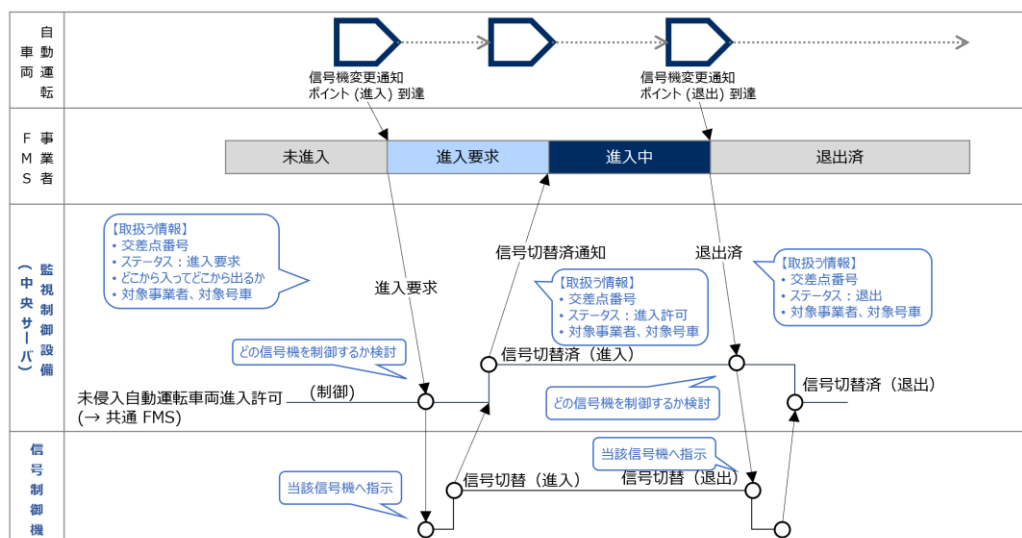 自動運転
車両
信号機変更通知
ポイント (進入) 到達
信号機変更通知
ポイント (退出) 到達
事業者
FMS
未進入
進入要求
進入中
退出済
監視制御設備
(中央サーバ)
【取扱う情報】
• 交差点番号
• ステータス：進入要求
• どこから入ってどこから出るか
• 対象事業者、対象号車
進入要求
信号切替済通知
【取扱う情報】
• 交差点番号
• ステータス：進入許可
• 対象事業者、対象号車
退出済
【取扱う情報】
• 交差点番号
• ステータス：退出
• 対象事業者、対象号車
どの信号機を制御するか検討
信号切替済（進入）
未侵入自動運転車両進入許可
(→ 共通 FMS)
(制御)
どの信号機を制御するか検討
信号切替済（退出）
信号制御機
当該信号機へ指示
信号切替（進入）
当該信号機へ指示
信号切替（退出）